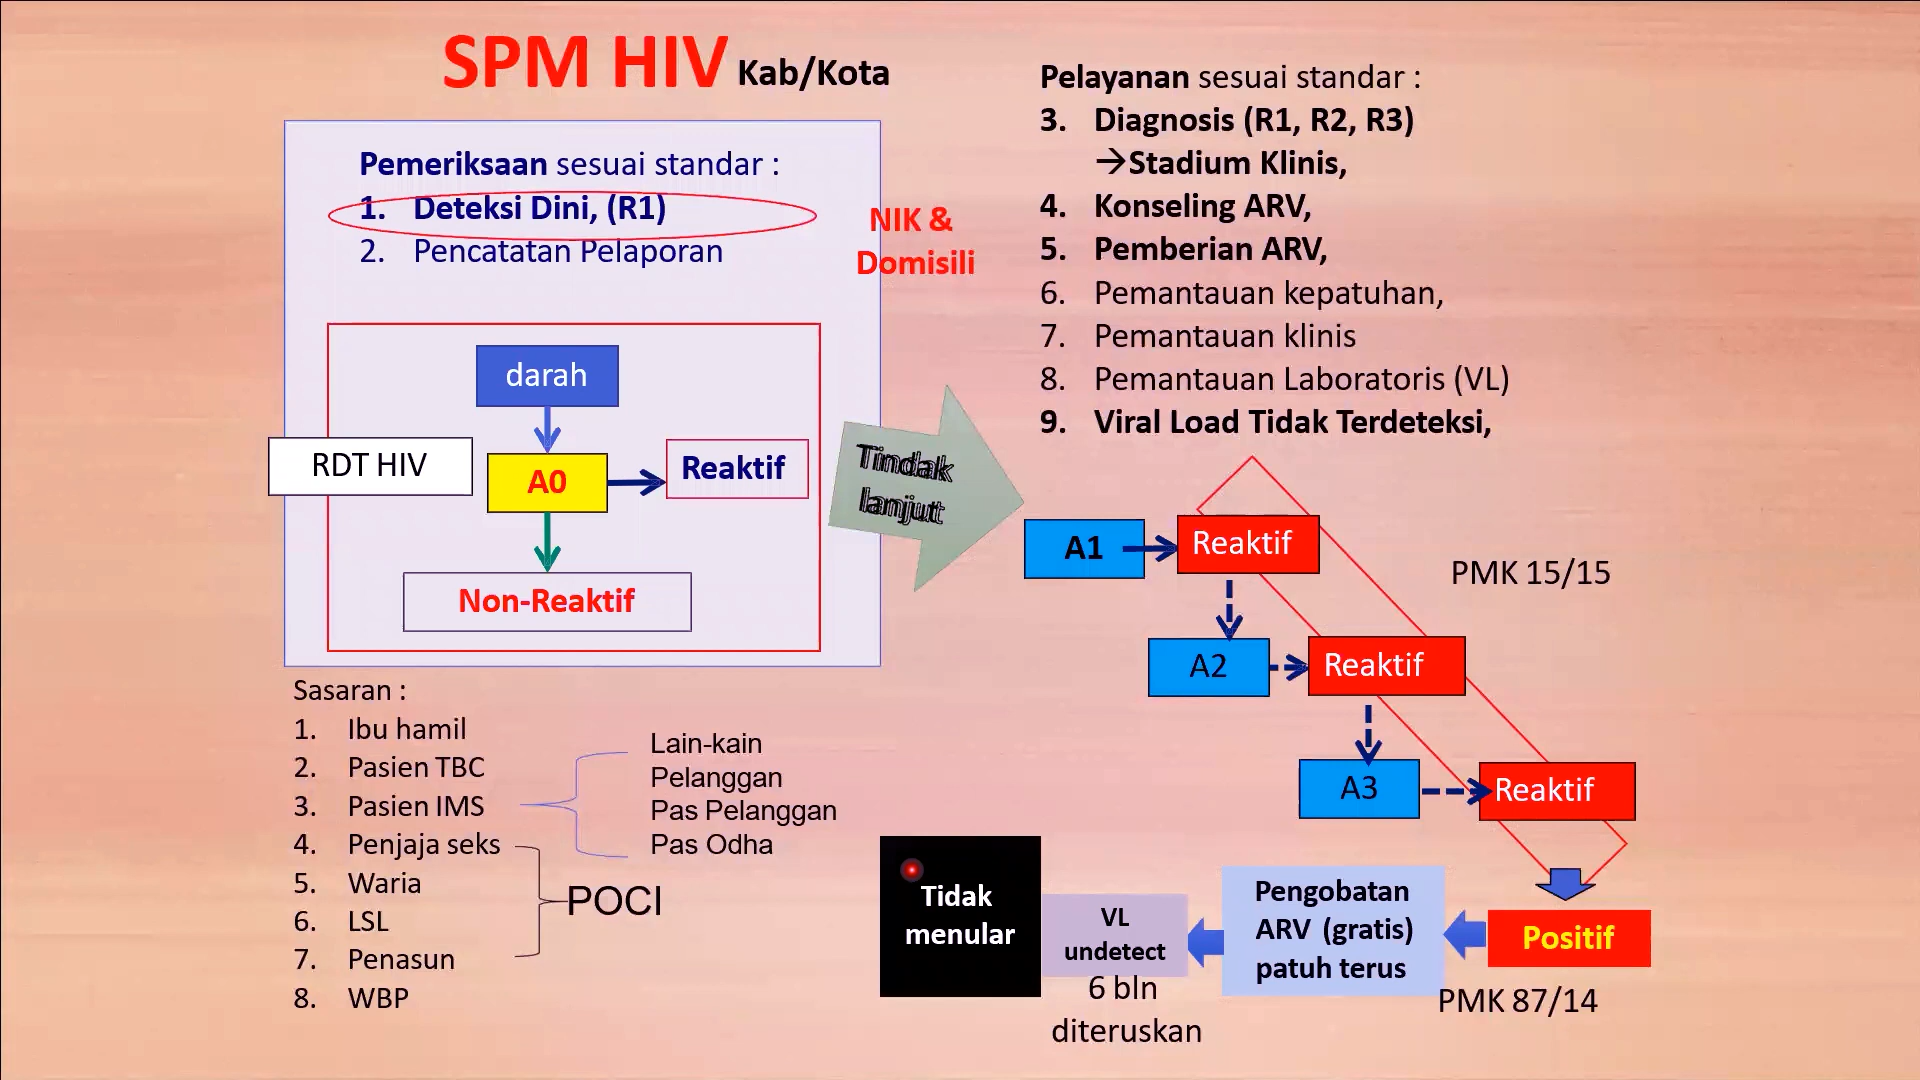 SPM HIV Kab/Kota
Pemeriksaan sesuai standar :
1. Deteksi Dini, (R1)
2. Pencatatan Pelaporan
NIK &
Domisili
darah
RDT HIV
A0
Reaktif
Non-Reaktif
Tindak
lanjut
Sasaran :
1. Ibu hamil
2. Pasien TBC
3. Pasien IMS
4. Penjaja seks
5. Waria
6. LSL
7. Penasun
8. WBP
Lain-kain
Pelanggan
Pas Pelanggan
Pas Odha
POCI
Pelayanan sesuai standar :
3. Diagnosis (R1, R2, R3)
→Stadium Klinis,
4. Konseling ARV,
5. Pemberian ARV,
6. Pemantauan kepatuhan,
7. Pemantauan klinis
8. Pemantauan Laboratoris (VL)
9. Viral Load Tidak Terdeteksi,
A1
Reaktif
PMK 15/15
A2
Reaktif
A3
Reaktif
Positif
PMK 87/14
Pengobatan
ARV (gratis)
patuh terus
VL
undetect
6 bln
diteruskan
Tidak
menular